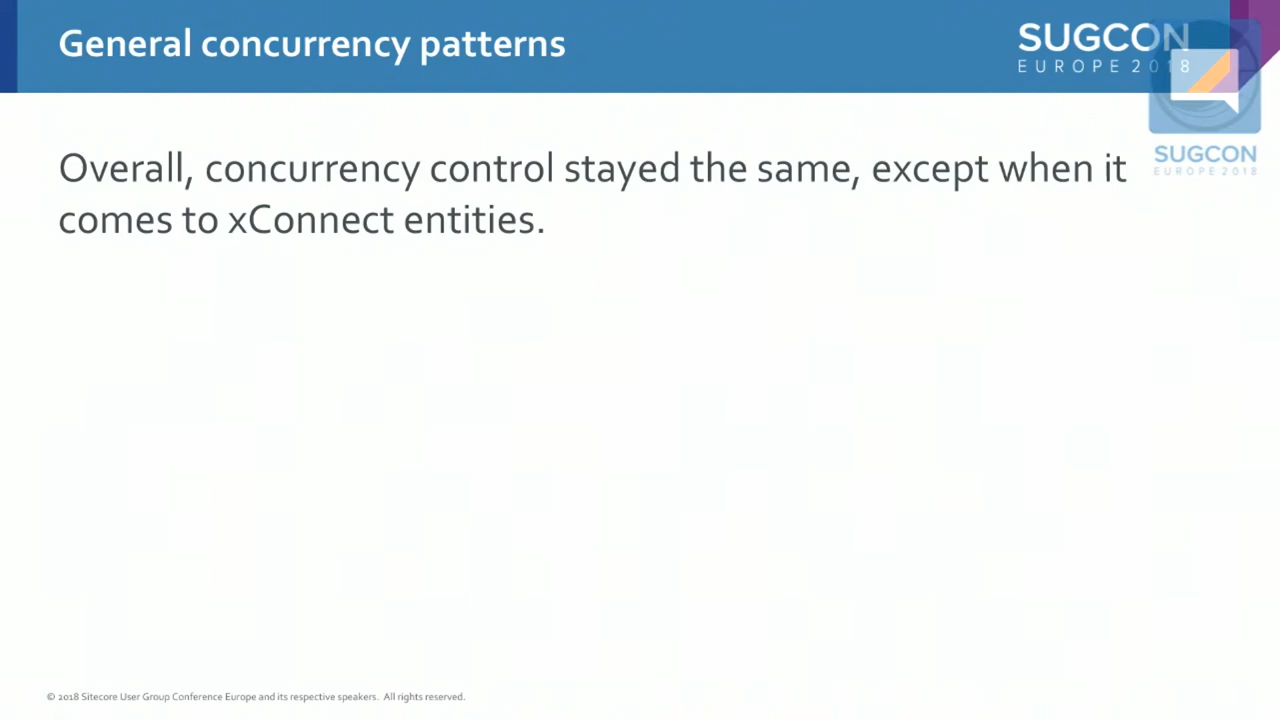 General concurrency patterns
SUGCON
EUROPE 2018
SUGCON
EUROPE 2018
Overall, concurrency control stayed the same, except when it
comes to xConnect entities.
© 2018 Sitecore User Group Conference Europe and its respective speakers. All rights reserved.